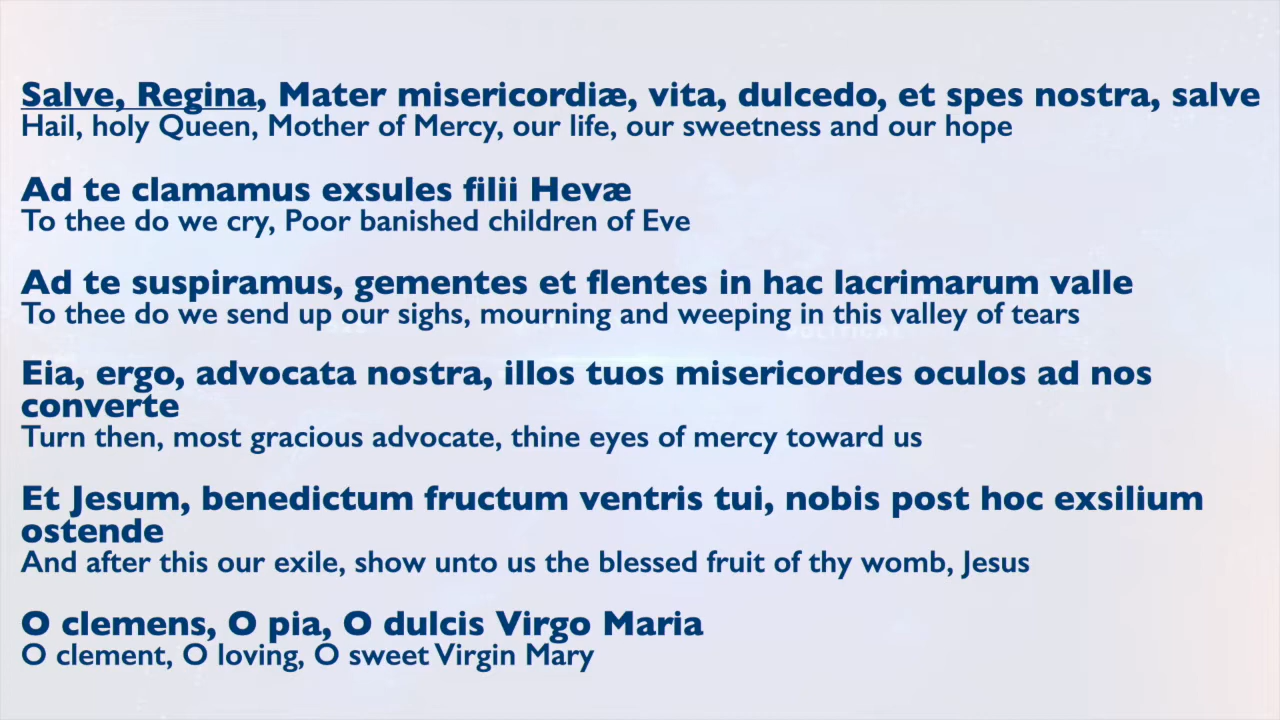 Salve, Regina, Mater misericordiæ, vita, dulcedo, et spes nostra, salve
Hail, holy Queen, Mother of Mercy, our life, our sweetness and our hope
Ad te clamamus exsules filii Hevæ
To thee do we cry, Poor banished children of Eve
Ad te suspiramus, gementes et flentes in hac lacrimarum valle
To thee do we send up our sighs, mourning and weeping in this valley of tears
Eia, ergo, advocata nostra, illos tuos misericordes oculos ad nos
converte
Turn then, most gracious advocate, thine eyes of mercy toward us
Et Jesum, benedictum fructum ventris tui, nobis post hoc exsilium
ostende
And after this our exile, show unto us the blessed fruit of thy womb, Jesus
O clemens, O pia, O dulcis Virgo Maria
O clement, O loving, O sweet Virgin Mary